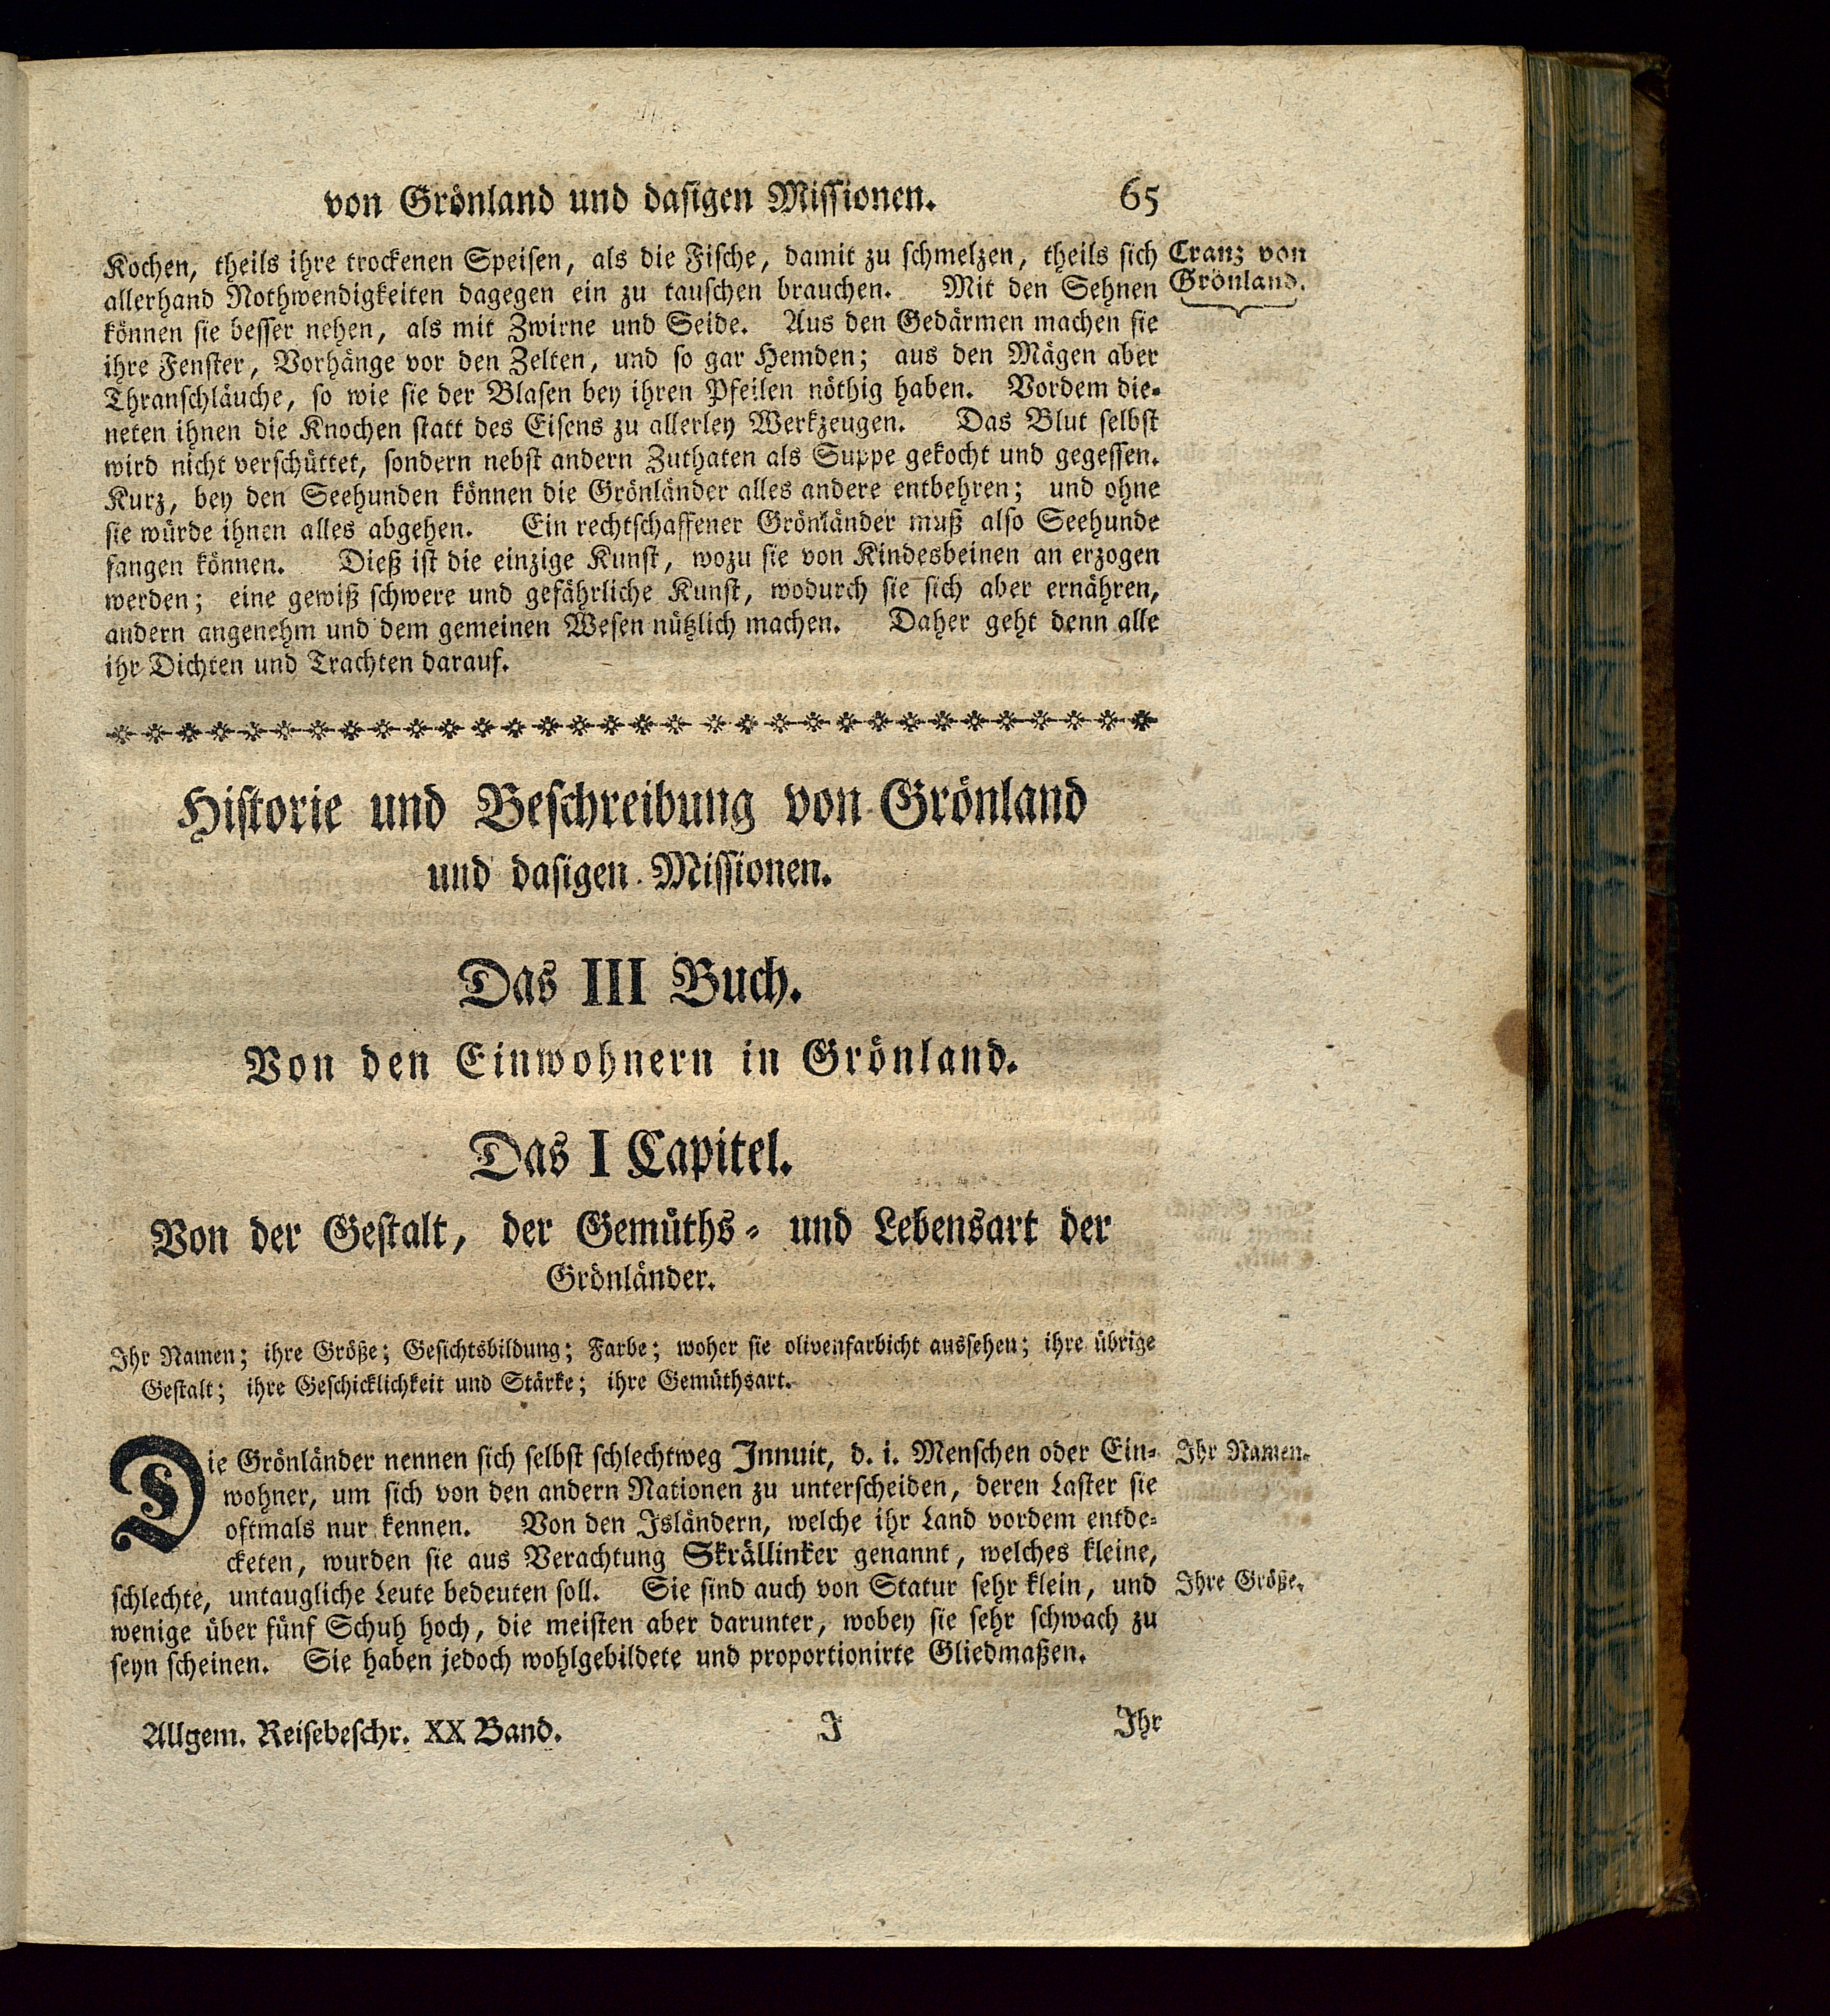 von Grönland und dasigen Missionen. 65
Kochen, theils ihre trockenen Speisen, als die Fische, damit zu schmelzen, theils sich
allerhand Nothwendigkeiten dagegen ein zu tauschen brauchen. Mit den Sehnen
können sie besser nehen, als mit Zwirne und Seide. Aus den Gedärmen machen sie
ihre Fenster, Vorhänge vor den Zelten, und so gar Hemden; aus den Mägen aber
Thranschläuche, so wie sie der Blasen bey ihren Pfeilen nöthig haben. Vordem die-
neten ihnen die Knochen statt des Eisens zu allerley Werkzeugen. Das Blut selbst
wird nicht verschüttet, sondern nebst andern Zuthaten als Suppe gekocht und gegessen.
Kurz, bey den Seehunden können die Grönländer alles andere entbehren; und ohne
sie würde ihnen alles abgehen. Ein rechtschaffener Grönländer muß also Seehunde
fangen können. Dieß ist die einzige Kunst, wozu sie von Kindesbeinen an erzogen
werden; eine gewiß schwere und gefährliche Kunst, wodurch sie sich aber ernähren,
andern angenehm und dem gemeinen Wesen nützlich machen. Daher geht denn alle
ihr Dichten und Trachten darauf.
Cranz von
Grönland.
Historie und Beschreibung von Grönland
und dasigen Missionen.
Das III Buch.
Von den Einwohnern in Grönland.
Das I Capitel.
Von der Gestalt, der Gemüths- und Lebensart der
Grönländer.
Ihr Namen; ihre Größe; Gesichtsbildung; Farbe; woher sie olivenfarbicht aussehen; ihre übrige
Gestalt; ihre Geschicklichkeit und Stärke; ihre Gemüthsart.
Die Grönländer nennen sich selbst schlechtweg Innuit, d. i. Menschen oder Ein-
wohner, um sich von den andern Nationen zu unterscheiden, deren Laster sie
oftmals nur kennen. Von den Isländern, welche ihr Land vordem entde-
cketen, wurden sie aus Verachtung Skrällinker genannt, welches kleine,
schlechte, untaugliche Leute bedeuten soll. Sie sind auch von Statur sehr klein, und
wenige über fünf Schuh hoch, die meisten aber darunter, wobey sie sehr schwach zu
seyn scheinen. Sie haben jedoch wohlgebildete und proportionirte Gliedmaßen.
Ihr Namen.
Ihre Größe.
Allgem. Reisebeschr. XX Band. I Ihr